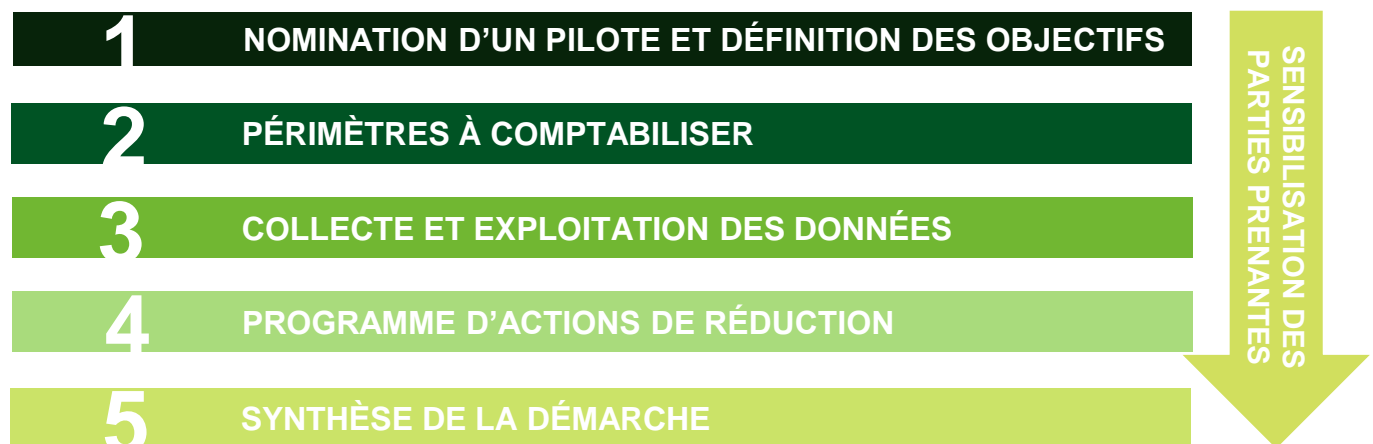 1 NOMINATION D’UN PILOTE ET DÉFINITION DES OBJECTIFS
2 PÉRIMÈTRES À COMPTABILISER
3 COLLECTE ET EXPLOITATION DES DONNÉES
4 PROGRAMME D’ACTIONS DE RÉDUCTION
5 SYNTHÈSE DE LA DÉMARCHE
SENSIBILISATION DES
PARTIES PRENANTES